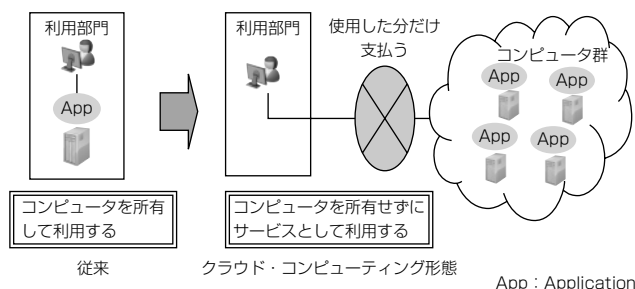 利用部門
App
コンピュータを所有
して利用する
従来
利用部門
使用した分だけ
支払う
コンピュータ群
App
App
App
App
コンピュータを所有せずに
サービスとして利用する
クラウド・コンピューティング形態
App：Application